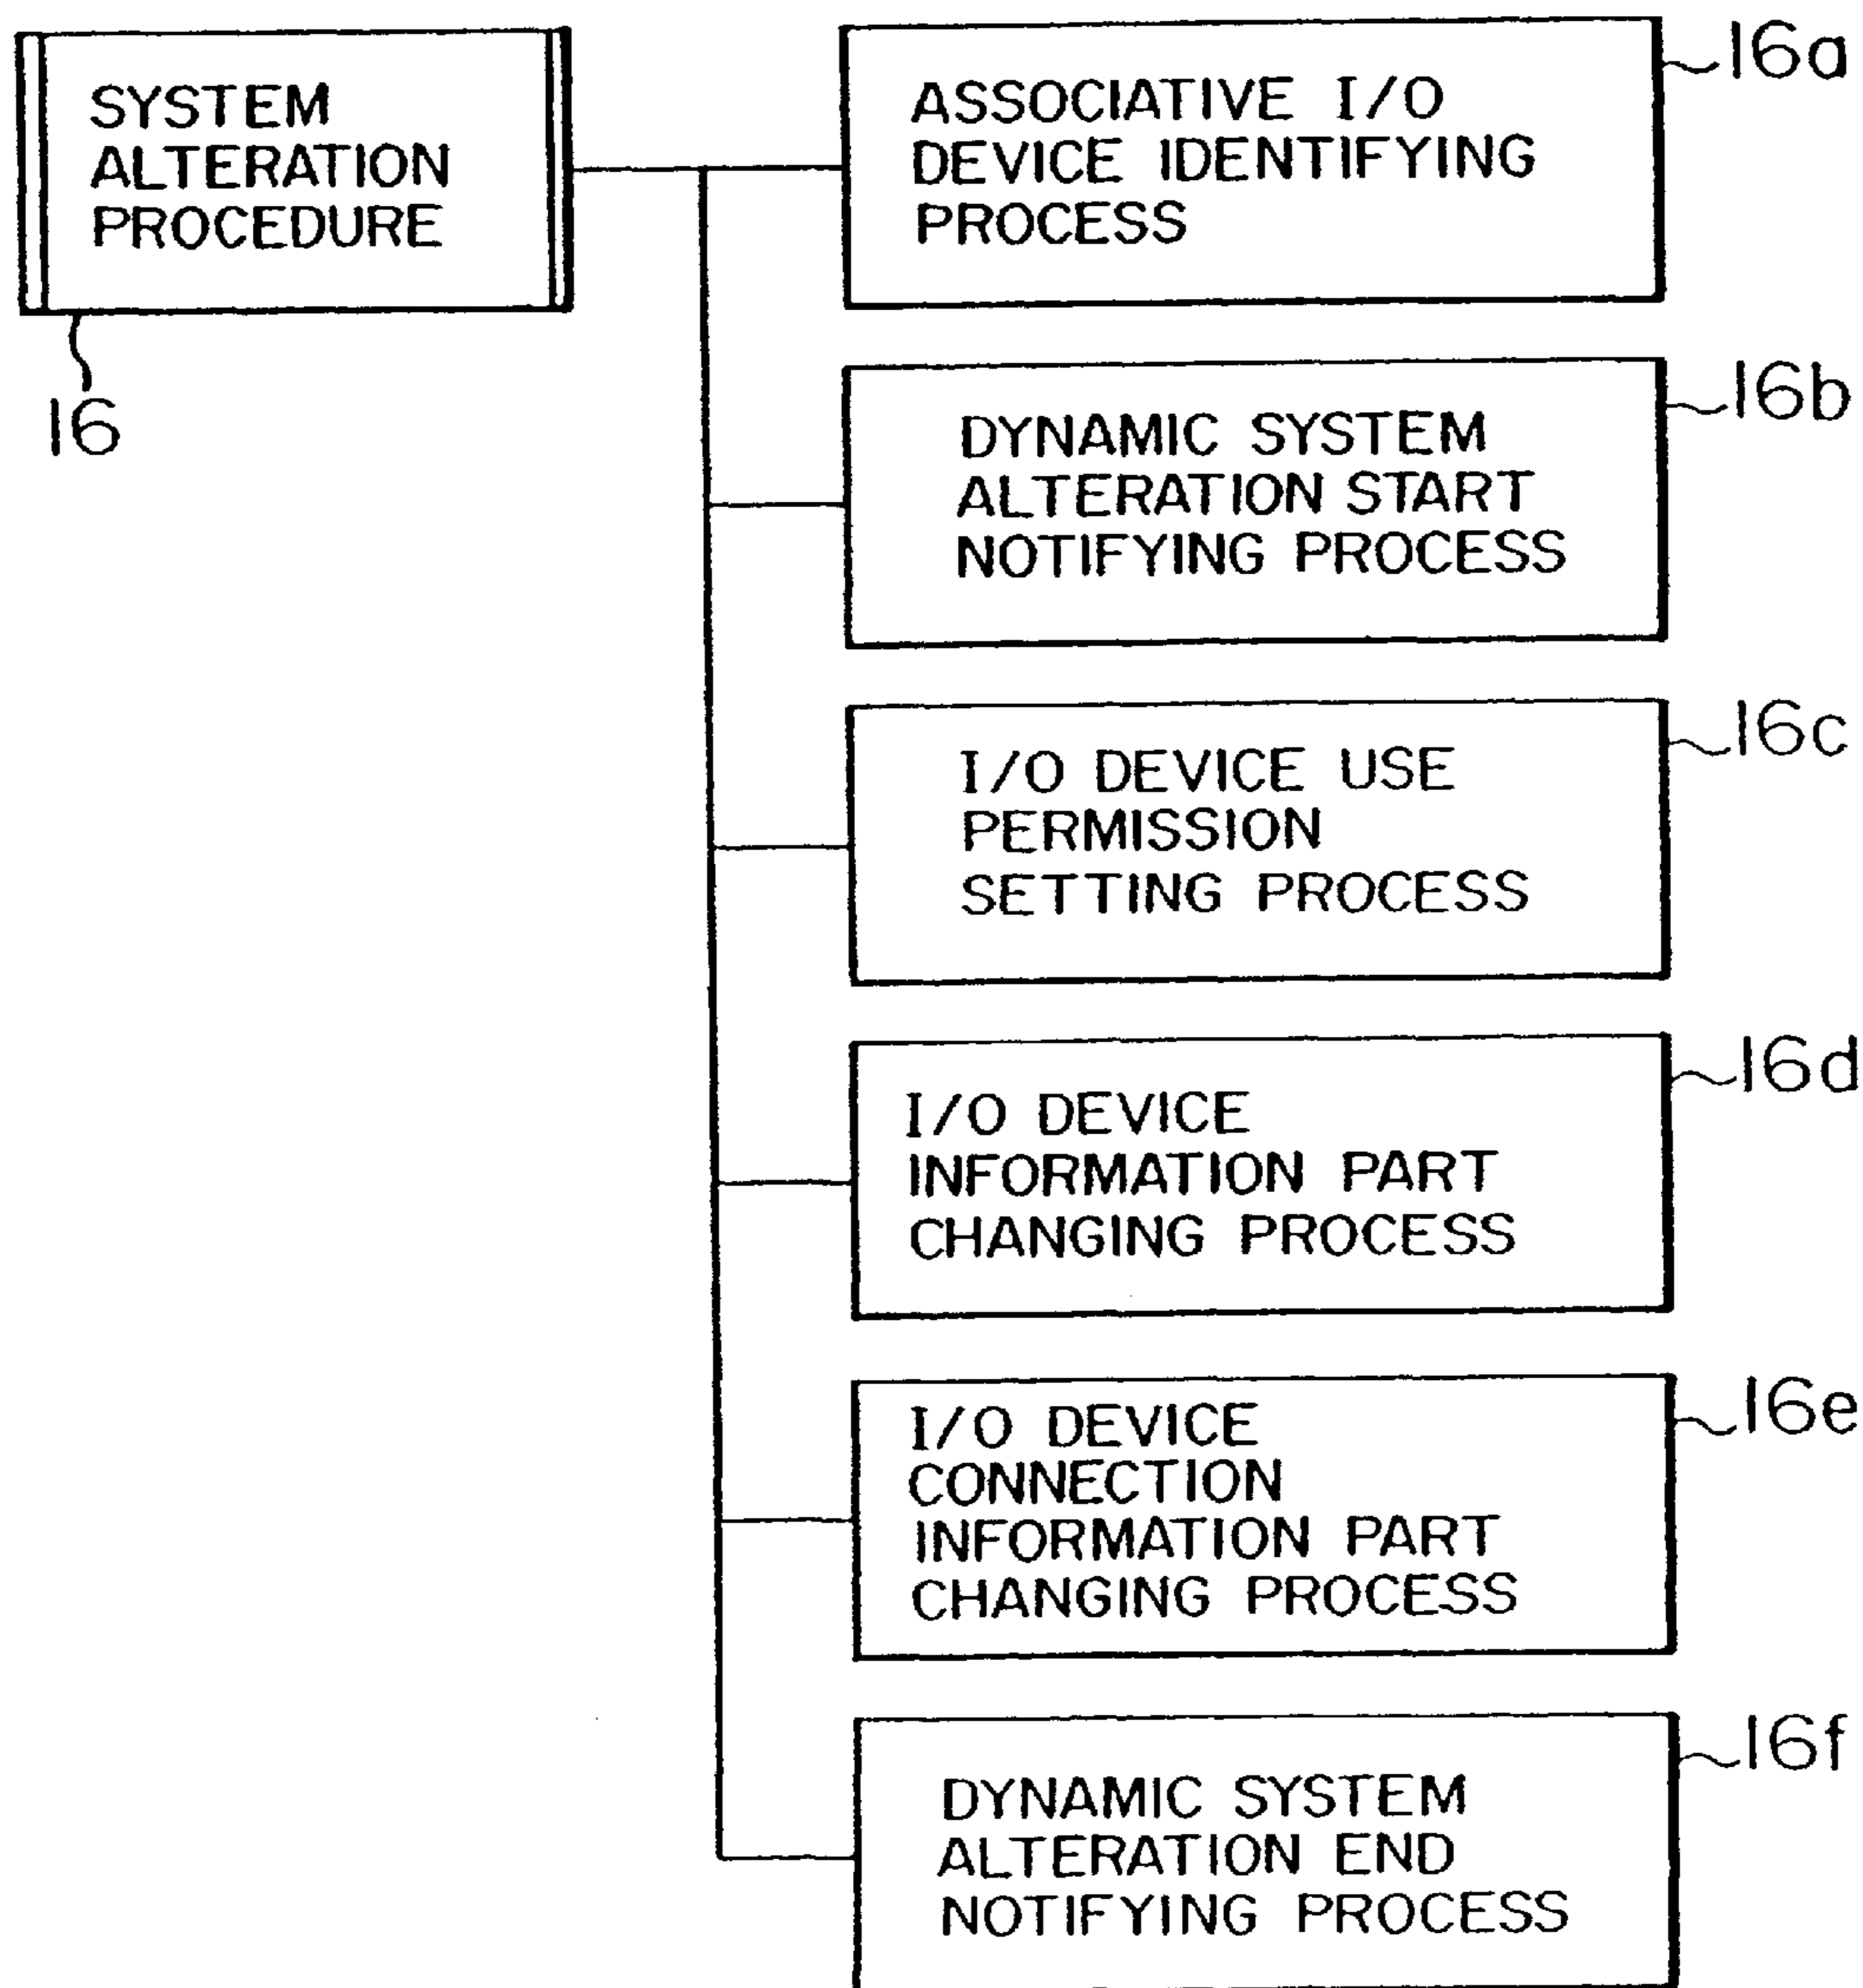 SYSTEM
ALTERATION
PROCEDURE
16
ASSOCIATIVE I/O
DEVICE IDENTIFYING
PROCESS
16a
DYNAMIC SYSTEM
ALTERATION START
NOTIFYING PROCESS
16b
I/O DEVICE USE
PERMISSION
SETTING PROCESS
16c
I/O DEVICE
INFORMATION PART
CHANGING PROCESS
16d
I/O DEVICE
CONNECTION
INFORMATION PART
CHANGING PROCESS
16e
DYNAMIC SYSTEM
ALTERATION END
NOTIFYING PROCESS
16f